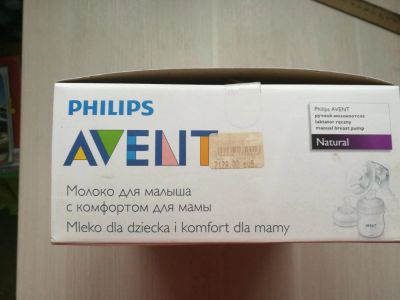 PHILIPS
AVENT
Philips AVENT
ручной молокоотсос
laktator ręczny
manual breast pump
Natural
Молоко для малыша
с комфортом для мамы
Mleko dla dziecka i komfort dla mamy
AVENT